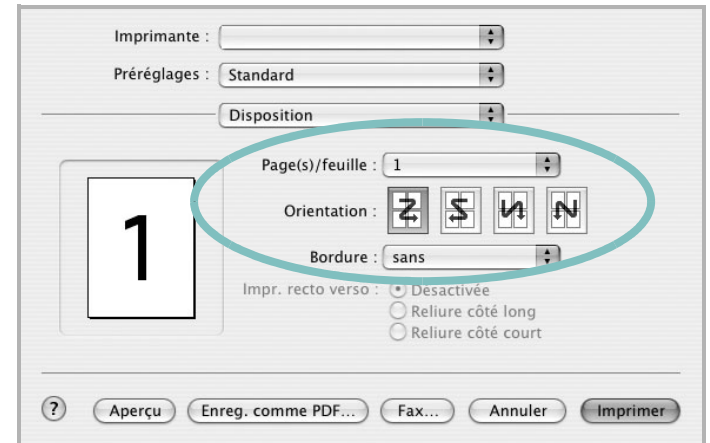 Imprimante :
Préréglages : Standard
Disposition
Page(s)/feuille : 1
Orientation :
1
Bordure : sans
Impr. recto verso : Désactivée
Reliure côté long
Reliure côté court
? Aperçu Enreg. comme PDF... Fax... Annuler Imprimer